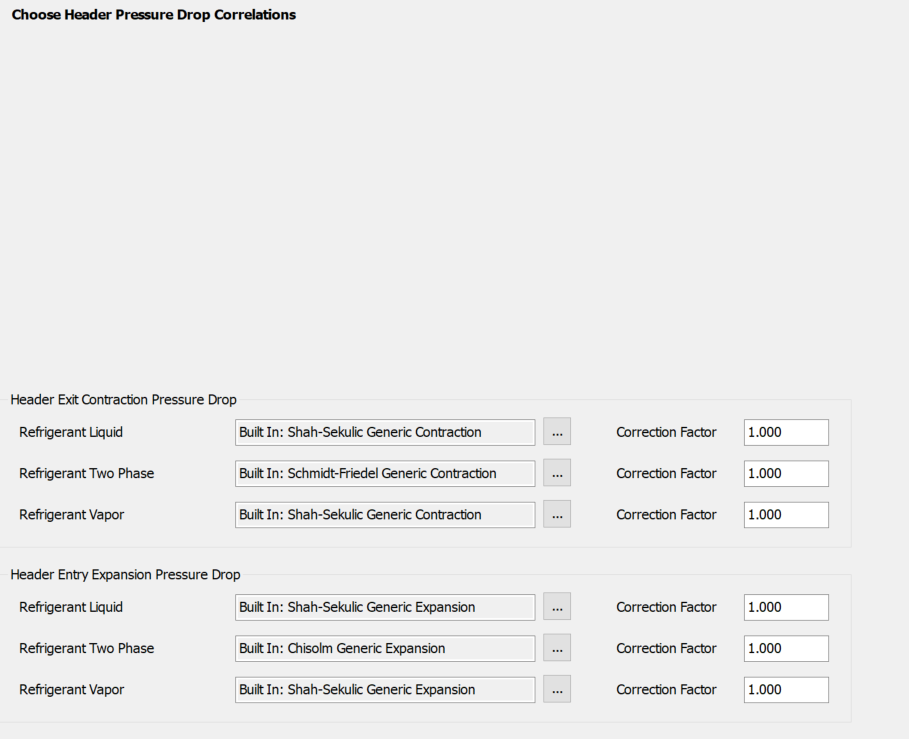 Choose Header Pressure Drop Correlations
Header Exit Contraction Pressure Drop
Refrigerant Liquid Built In: Shah-Sekulic Generic Contraction ... Correction Factor 1.000
Refrigerant Two Phase Built In: Schmidt-Friedel Generic Contraction ... Correction Factor 1.000
Refrigerant Vapor Built In: Shah-Sekulic Generic Contraction ... Correction Factor 1.000
Header Entry Expansion Pressure Drop
Refrigerant Liquid Built In: Shah-Sekulic Generic Expansion ... Correction Factor 1.000
Refrigerant Two Phase Built In: Chisolm Generic Expansion ... Correction Factor 1.000
Refrigerant Vapor Built In: Shah-Sekulic Generic Expansion ... Correction Factor 1.000